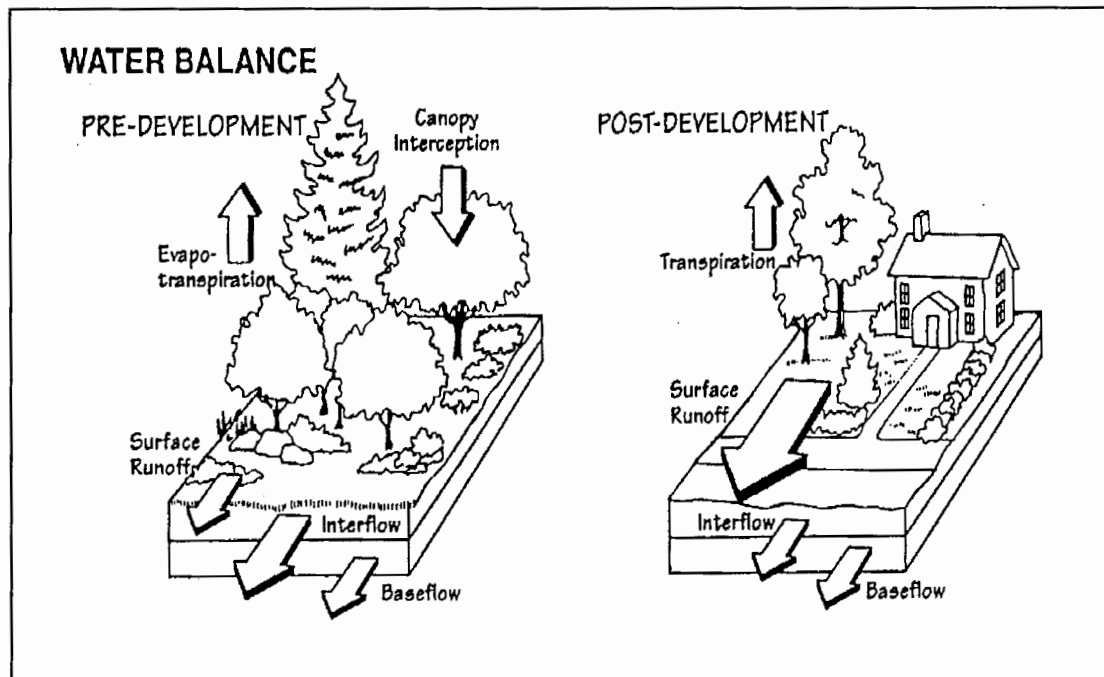 WATER BALANCE
PRE-DEVELOPMENT
Canopy
Interception
Evapo-
transpiration
Surface
Runoff
Interflow
Baseflow
POST-DEVELOPMENT
Transpiration
Surface
Runoff
Interflow
Baseflow